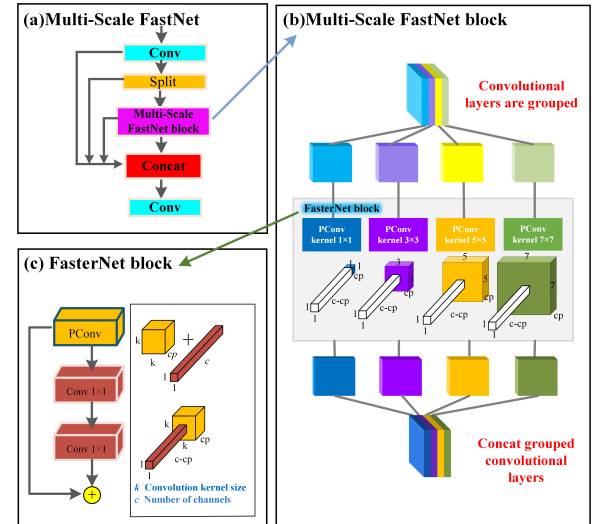 (a)Multi-Scale FastNet
Conv
Split
Multi-Scale
FastNet block
Concat
Conv
(b)Multi-Scale FastNet block
Convolutional
layers are grouped
FasterNet block
PConv
kernel 1×1
PConv
kernel 3×3
PConv
kernel 5×5
PConv
kernel 7×7
1
1
cp
c-cp
1
1
3
3
cp
c-cp
1
1
5
5
cp
c-cp
1
1
7
7
cp
c-cp
1
1
Concat grouped
convolutional
layers
(c) FasterNet block
PConv
Conv 1×1
Conv 1×1
+
k
k
cp
+
1
1
c
k
k
cp
c-cp
1
1
k Convolution kernel size
c Number of channels